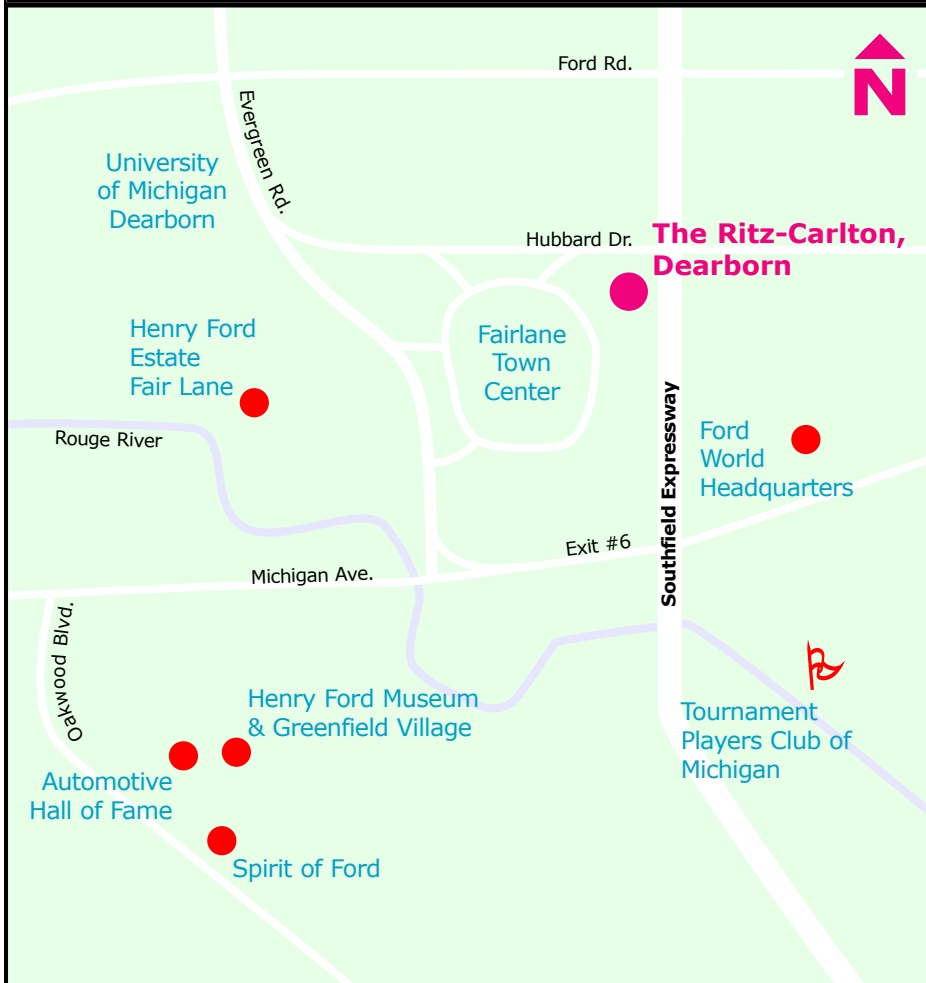 Ford Rd.
N
Evergreen Rd.
University
of Michigan
Dearborn
Hubbard Dr.
The Ritz-Carlton,
Dearborn
Henry Ford
Estate
Fair Lane
Fairlane
Town
Center
Rouge River
Southfield Expressway
Ford
World
Headquarters
Exit #6
Michigan Ave.
Oakwood Blvd.
Henry Ford Museum
& Greenfield Village
Tournament
Players Club of
Michigan
Automotive
Hall of Fame
Spirit of Ford